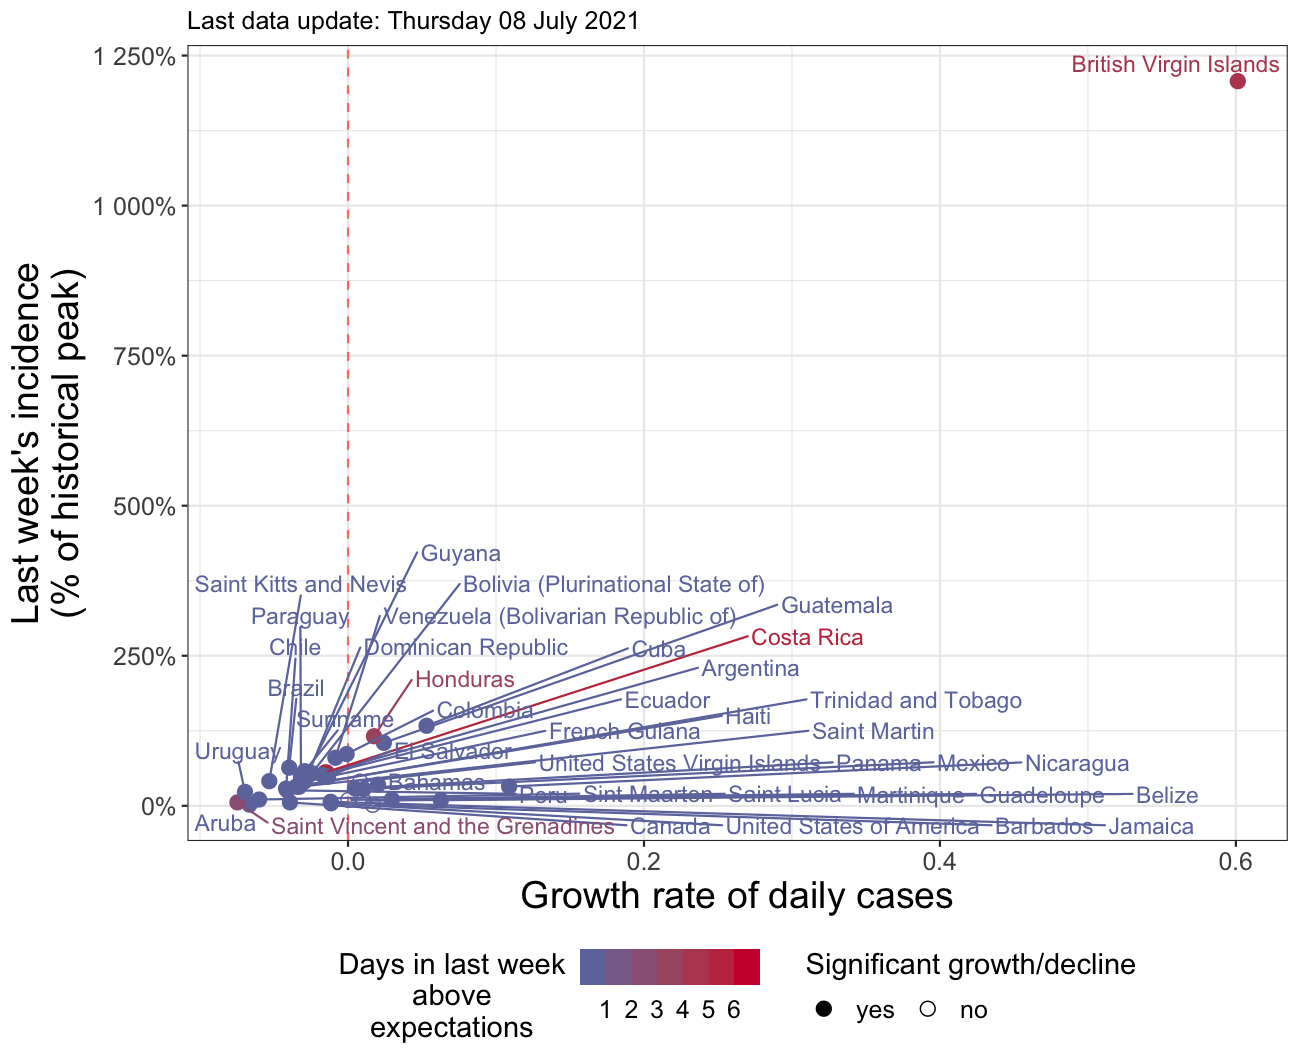 Last data update: Thursday 08 July 2021
1 250%
British Virgin Islands
1 000%
750%
Last week's incidence
(% of historical peak)
500%
Guyana
Saint Kitts and Nevis
Bolivia (Plurinational State of)
Guatemala
Paraguay
Venezuela (Bolivarian Republic of)
Costa Rica
Chile
Dominican Republic
Cuba
250%
Argentina
Honduras
Brazil
Ecuador
Trinidad and Tobago
Colombia
Haiti
Suriname
French Guiana
Saint Martin
Uruguay
El Salvador
United States Virgin Islands
Panama
Mexico
Nicaragua
Bahamas
Peru
Sint Maarten
Saint Lucia
Martinique
Guadeloupe
Belize
0%
Aruba
Saint Vincent and the Grenadines
Canada
United States of America
Barbados
Jamaica
0.0
0.2
0.4
0.6
Growth rate of daily cases
Days in last week
above
expectations
1 2 3 4 5 6
Significant growth/decline
yes
no